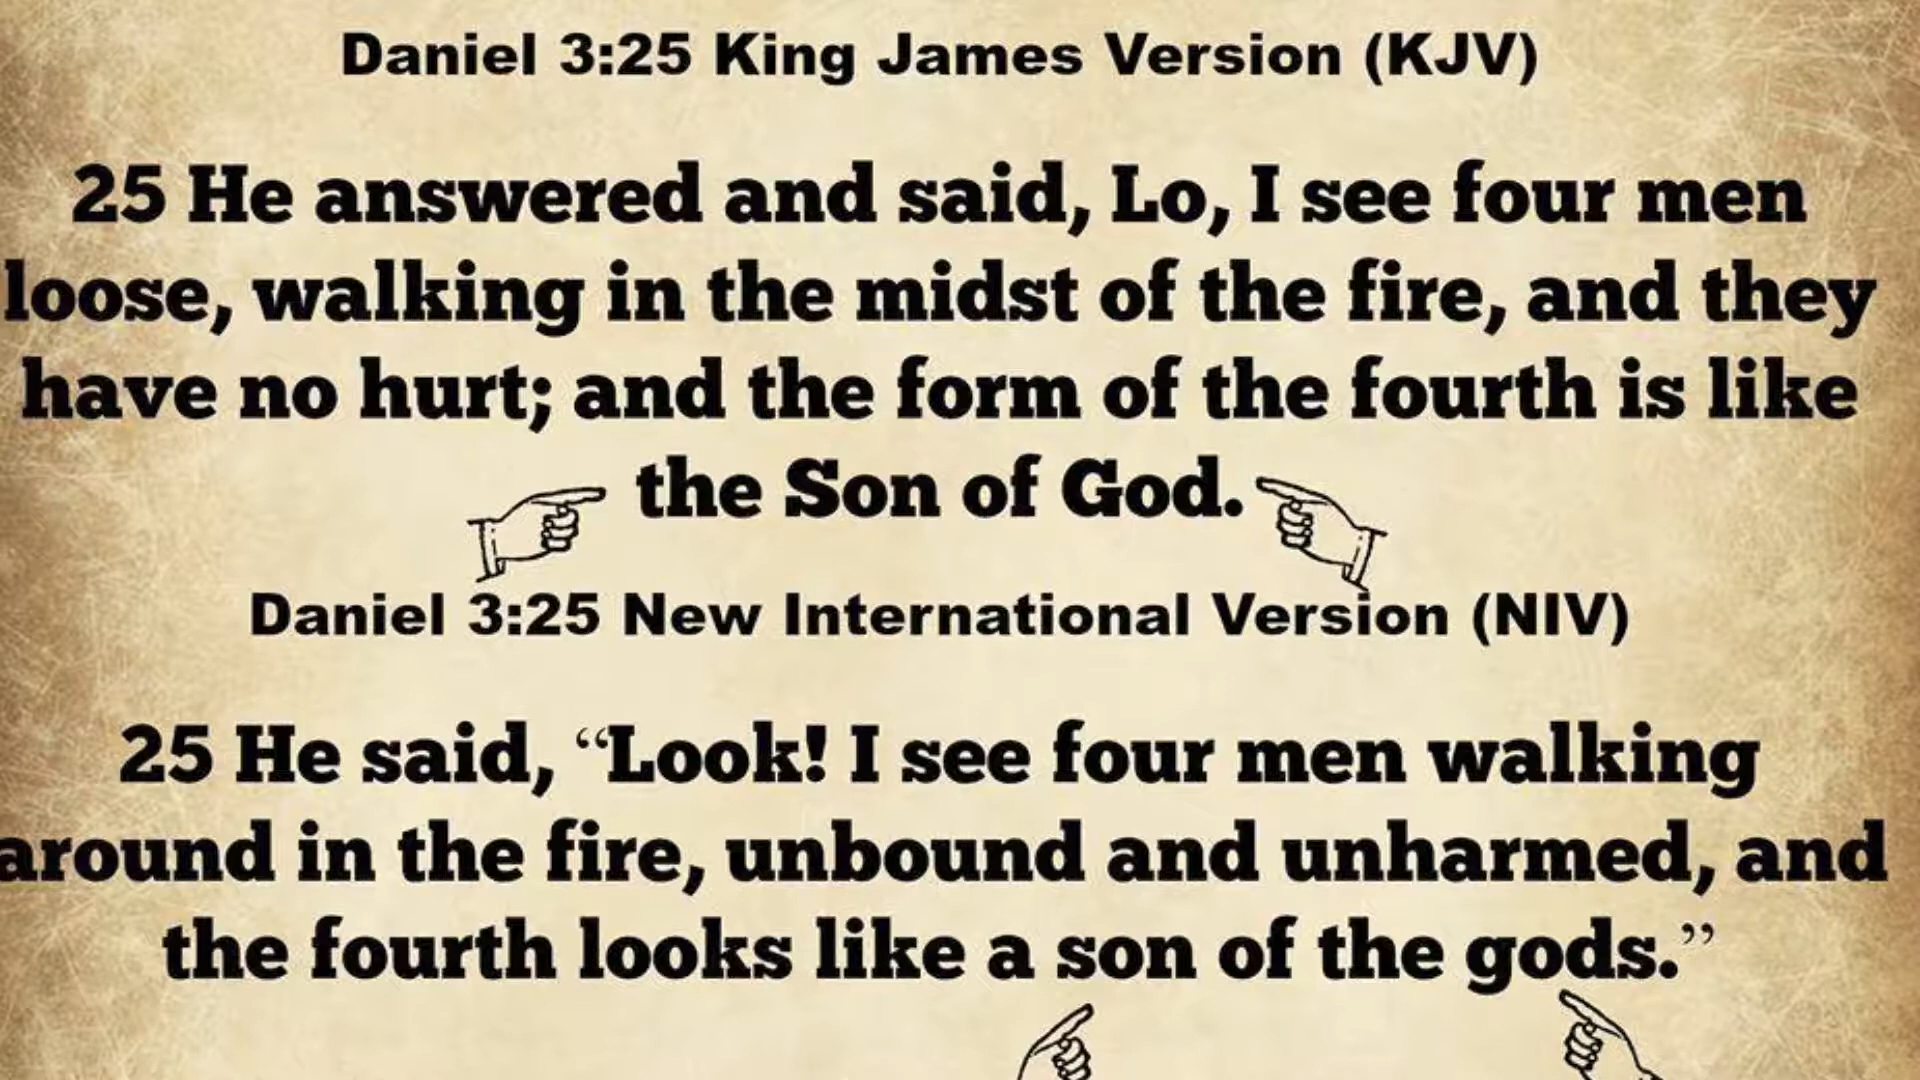 Daniel 3:25 King James Version (KJV)
25 He answered and said, Lo, I see four men
loose, walking in the midst of the fire, and they
have no hurt; and the form of the fourth is like
the Son of God.
Daniel 3:25 New International Version (NIV)
25 He said, “Look! I see four men walking
around in the fire, unbound and unharmed, and
the fourth looks like a son of the gods.”